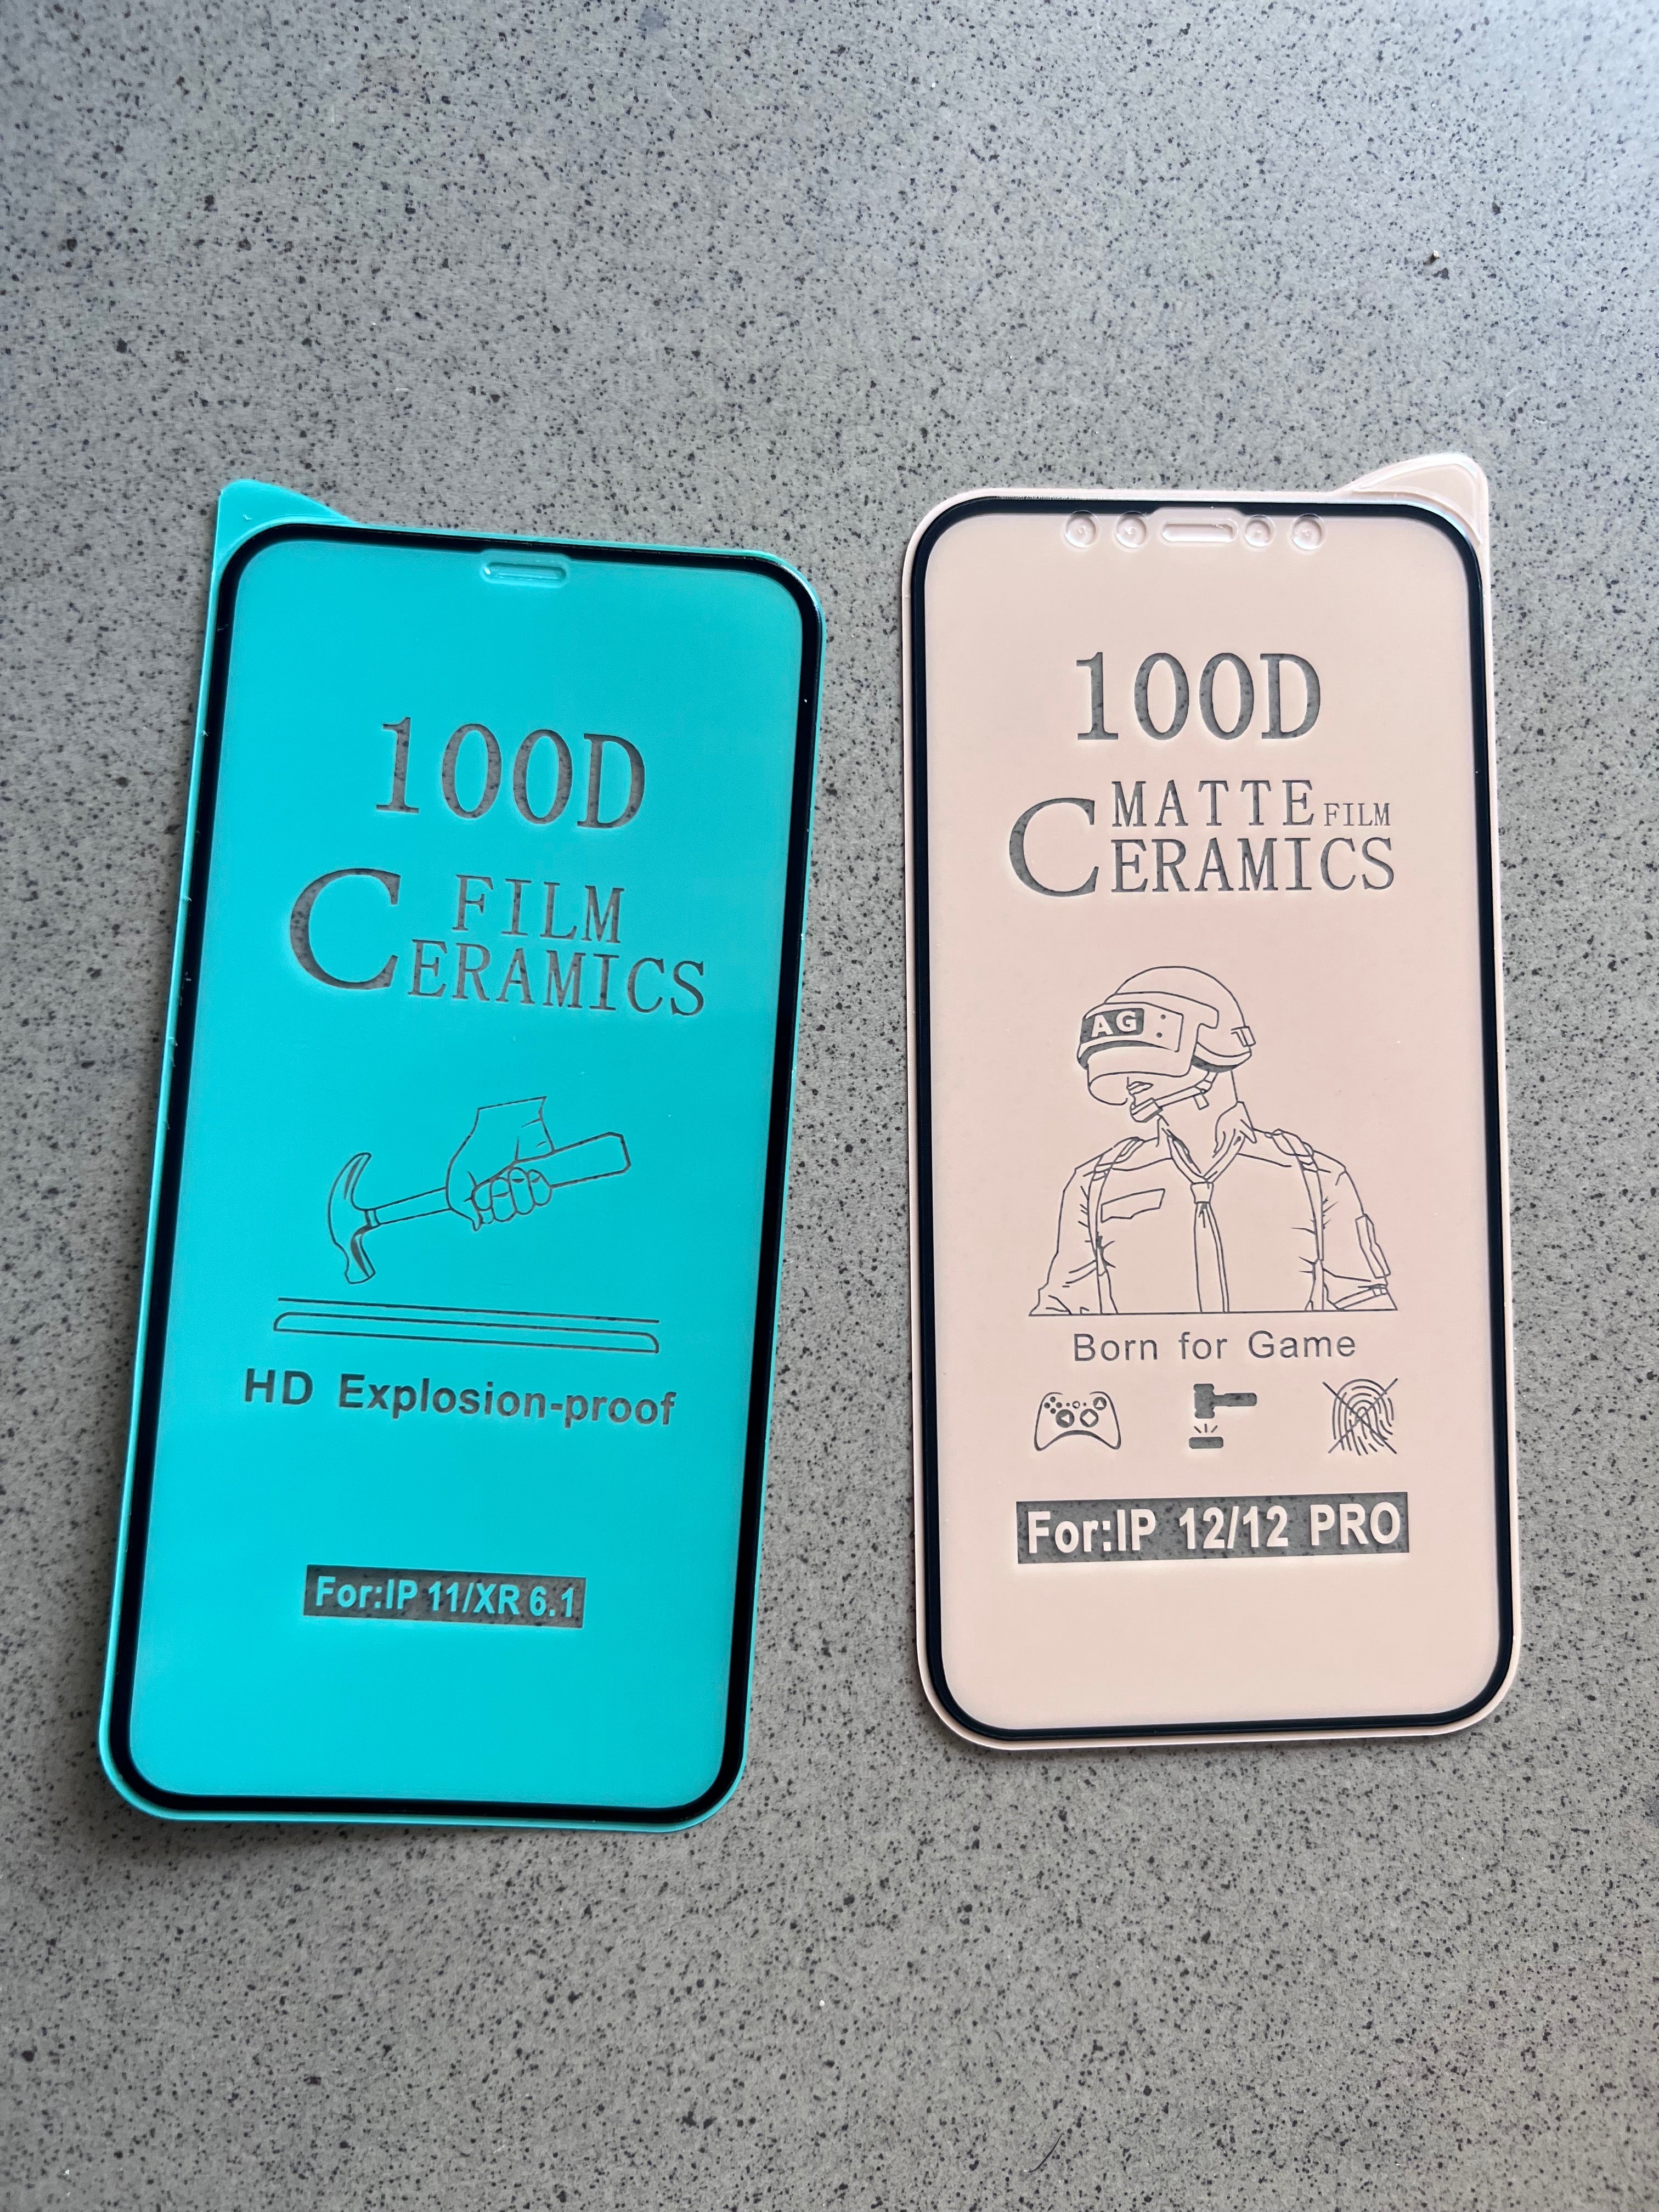 100D
FILM
CERAMICS
HD Explosion-proof
For:IP 11/XR 6.1
100D
MATTE FILM
CERAMICS
AG
Born for Game
For:IP 12/12 PRO